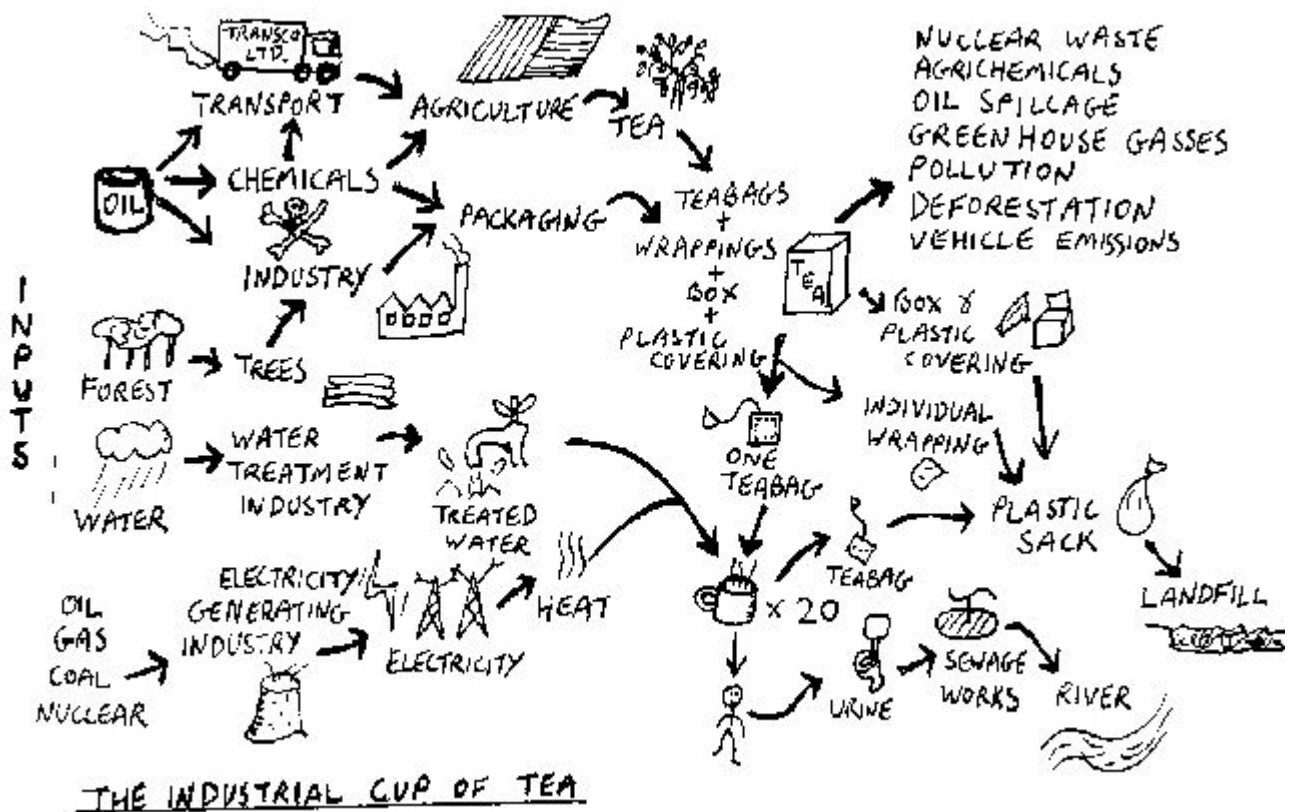 TRANSCO
LTD.
TRANSPORT
AGRICULTURE
TEA
OIL
CHEMICALS
INDUSTRY
PACKAGING
TEABAGS
+
WRAPPINGS
+
BOX
+
PLASTIC
COVERING
TEA
NUCLEAR WASTE
AGRICHEMICALS
OIL SPILLAGE
GREENHOUSE GASSES
POLLUTION
DEFORESTATION
VEHICLE EMISSIONS
BOX &
PLASTIC
COVERING
INPUTS
FOREST
TREES
WATER
WATER
TREATMENT
INDUSTRY
TREATED
WATER
ONE
TEABAG
INDIVIDUAL
WRAPPING
PLASTIC
SACK
LANDFILL
OIL
GAS
COAL
NUCLEAR
ELECTRICITY
GENERATING
INDUSTRY
ELECTRICITY
HEAT
x 20
TEABAG
URINE
SEWAGE
WORKS
RIVER
THE INDUSTRIAL CUP OF TEA